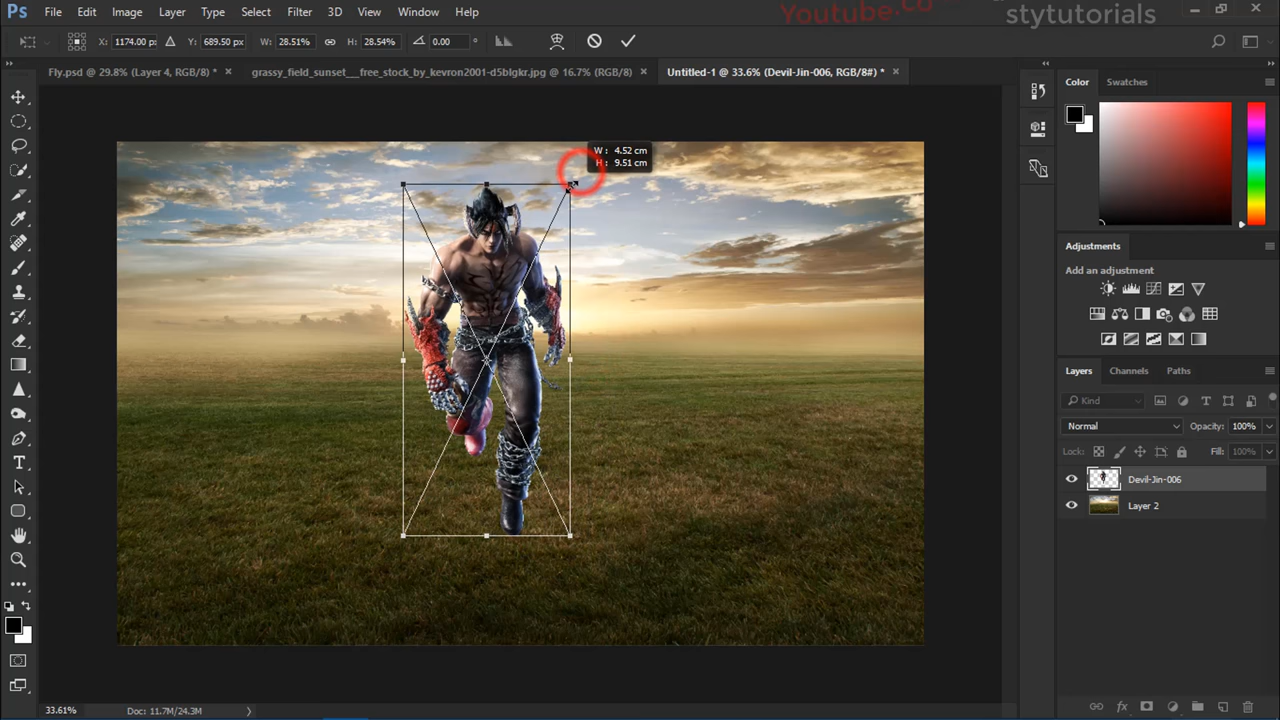 Youtube.co
stytutorials
Ps File Edit Image Layer Type Select Filter 3D View Window Help
X: 1174.00 px Y: 689.50 px W: 28.51% H: 28.54% 0.00 °
Fly.psd @ 29.8% (Layer 4, RGB/8) * × grassy_field_sunset___free_stock_by_kevron2001-d5blgkr.jpg @ 16.7% (RGB/8) × Untitled-1 @ 33.6% (Devil-Jin-006, RGB/8#) * ×
Color Swatches
W : 4.52 cm
H : 9.51 cm
Adjustments
Add an adjustment
Layers Channels Paths
Kind
Normal Opacity: 100%
Lock: Fill: 100%
Devil-Jin-006
Layer 2
T
33.61% Doc: 11.7M/24.3M